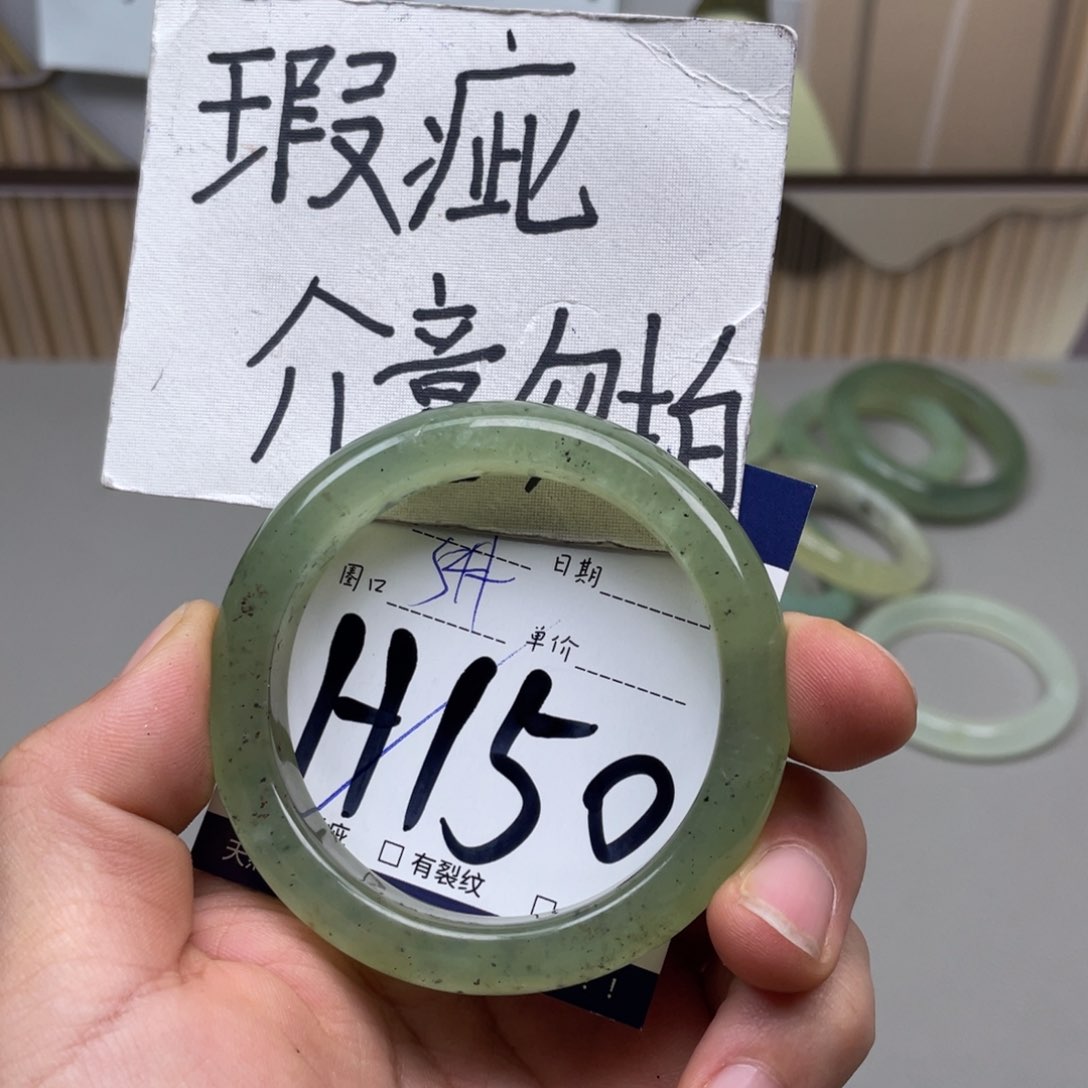 瑕疵
介意勿拍
圈口 日期
单价
H150
□ 有裂纹 □